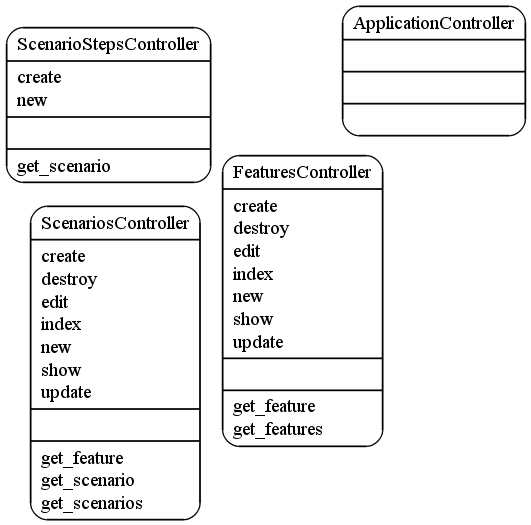 ScenarioStepsController
create
new
get_scenario
ApplicationController
FeaturesController
create
destroy
edit
index
new
show
update
get_feature
get_features
ScenariosController
create
destroy
edit
index
new
show
update
get_feature
get_scenario
get_scenarios